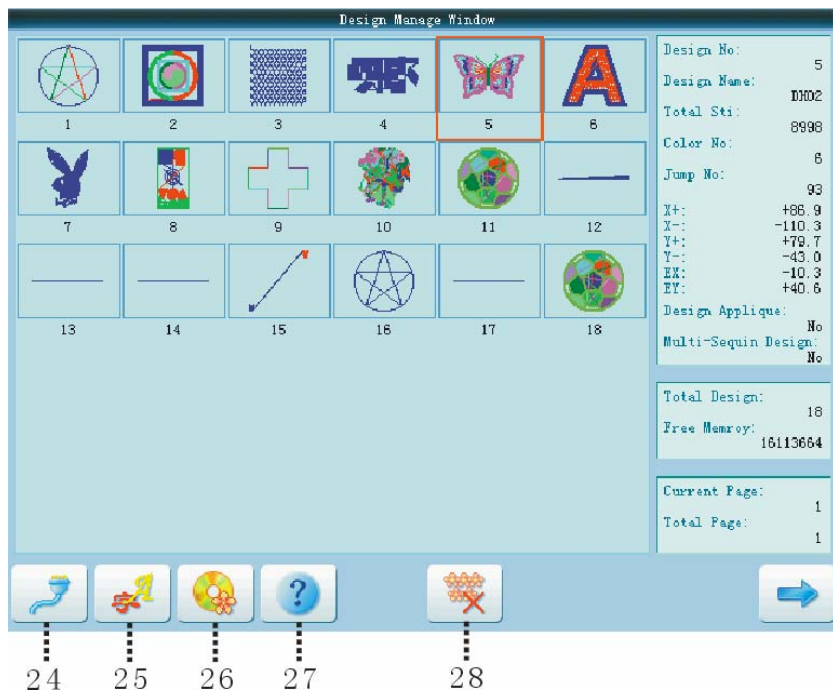 Design Manage Window
1 2 3 4 5 6
7 8 9 10 11 12
13 14 15 16 17 18
Design No:
5
Design Name:
DH02
Total Sti:
8998
Color No:
6
Jump No:
93
X+: +86.9
X-: -110.3
Y+: +79.7
Y-: -43.0
EX: -10.3
EY: +40.6
Design Applique:
No
Multi-Sequin Design:
No
Total Design:
18
Free Memroy:
16113664
Current Page:
1
Total Page:
1
A
?
24 25 26 27 28